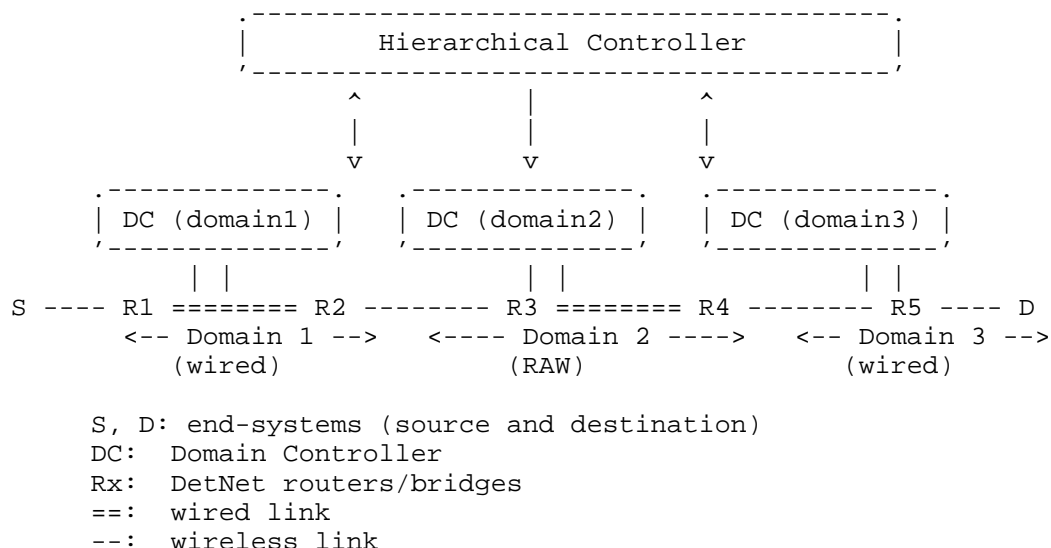 Hierarchical Controller
DC (domain1) DC (domain2) DC (domain3)
S ---- R1 ======== R2 -------- R3 ======== R4 -------- R5 ---- D
<-- Domain 1 --> <---- Domain 2 ----> <-- Domain 3 -->
(wired) (RAW) (wired)
S, D: end-systems (source and destination)
DC: Domain Controller
Rx: DetNet routers/bridges
==: wired link
--: wireless link